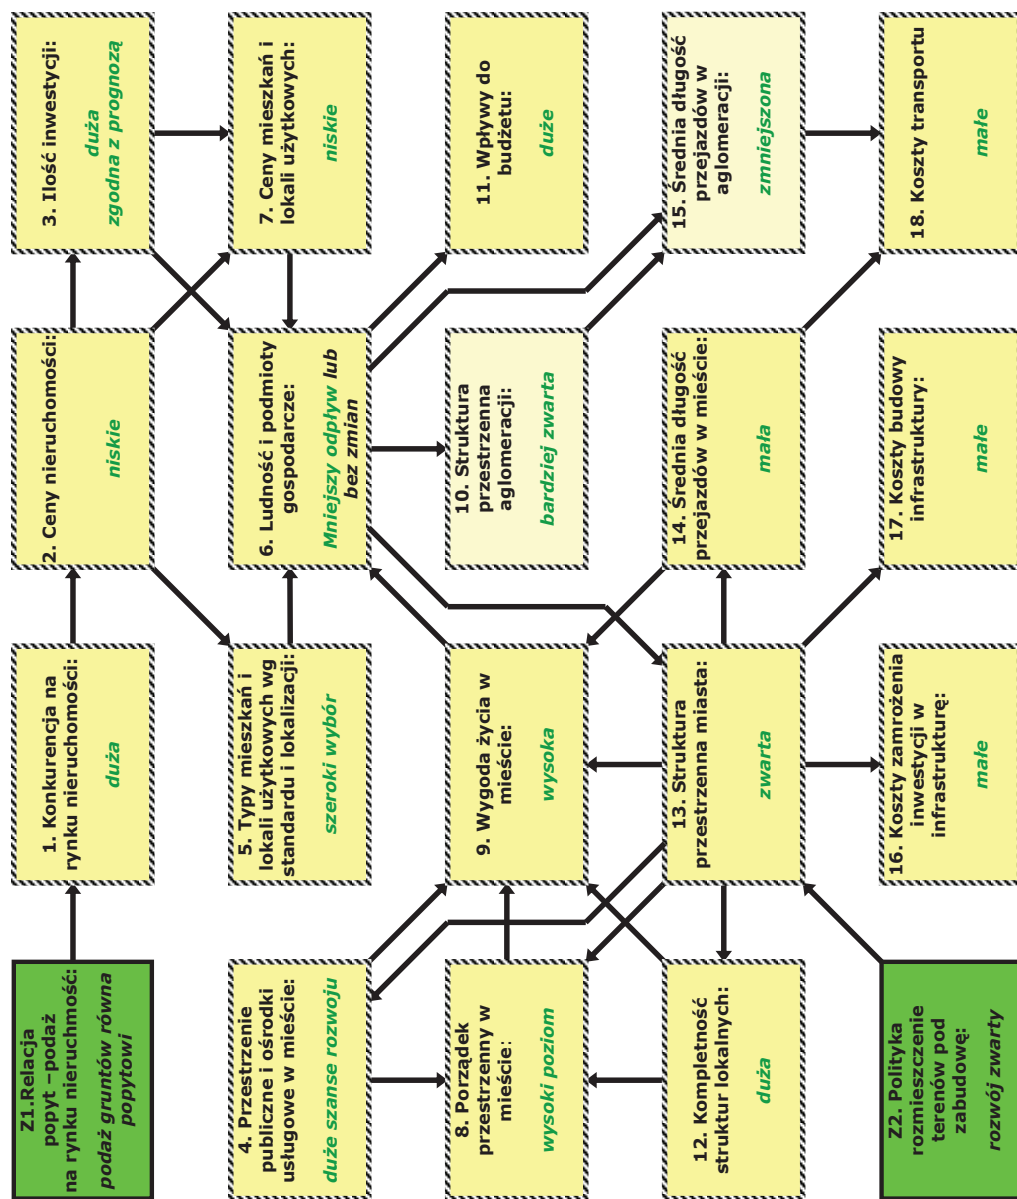 Z1.Relacja
popyt –podaż
na rynku nieruchmość:
podaż gruntów równa
popytowi
1. Konkurencja na
rynku nieruchomości:
duża
2. Ceny nieruchomości:
niskie
3. Ilość inwestycji:
duża
zgodna z prognozą
4. Przestrzenie
publiczne i ośrodki
usługowe w mieście:
duże szanse rozwoju
5. Typy mieszkań i
lokali użytkowych wg
standardu i lokalizacji:
szeroki wybór
6. Ludność i podmioty
gospodarcze:
Mniejszy odpływ lub
bez zmian
7. Ceny mieszkań i
lokali użytkowych:
niskie
8. Porządek
przestrzenny w
mieście:
wysoki poziom
9. Wygoda życia w
mieście:
wysoka
10. Struktura
przestrzenna
aglomeracji:
bardziej zwarta
11. Wpływy do
budżetu:
duże
12. Kompletność
struktur lokalnych:
duża
13. Struktura
przestrzenna miasta:
zwarta
14. Średnia długość
przejazdów w mieście:
mała
15. Średnia długość
przejazdów w
aglomeracji:
zmniejszona
Z2. Polityka
rozmieszczenie
terenów pod
zabudowę:
rozwój zwarty
16. Koszty zamrożenia
inwestycji w
infrastrukturę:
małe
17. Koszty budowy
infrastruktury:
małe
18. Koszty transportu
małe